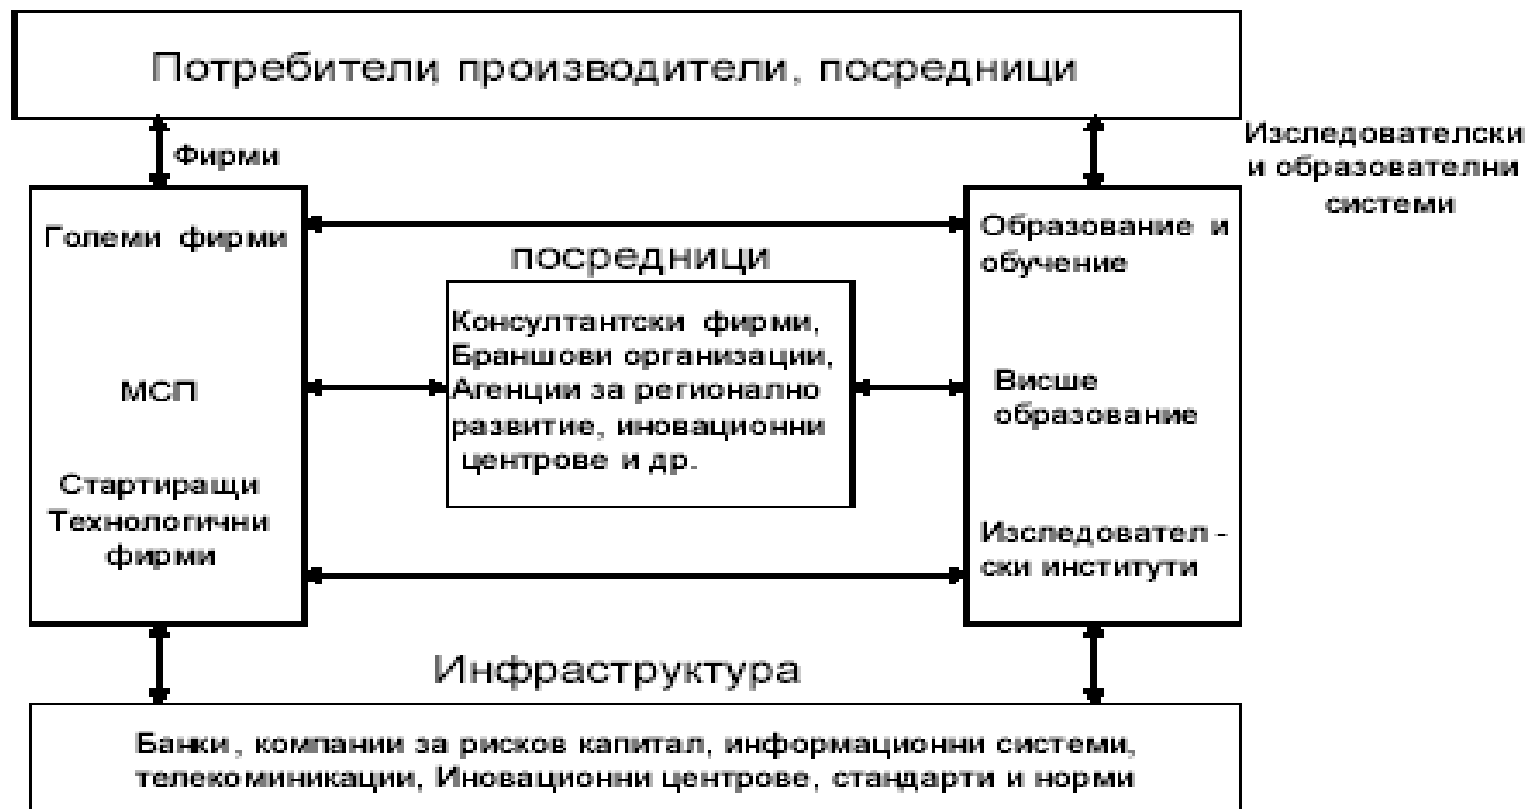 Потребители, производители, посредници
Фирми
Изследователски
и образователни
системи
Големи фирми
МСП
Стартиращи
Технологични
фирми
посредници
Консултантски фирми,
Браншови организации,
Агенции за регионално
развитие, иновационни
центрове и др.
Образование и
обучение
Висше
образование
Изследовател -
ски институти
Инфраструктура
Банки, компании за рисков капитал, информационни системи,
телекоминикации, Иновационни центрове, стандарти и норми